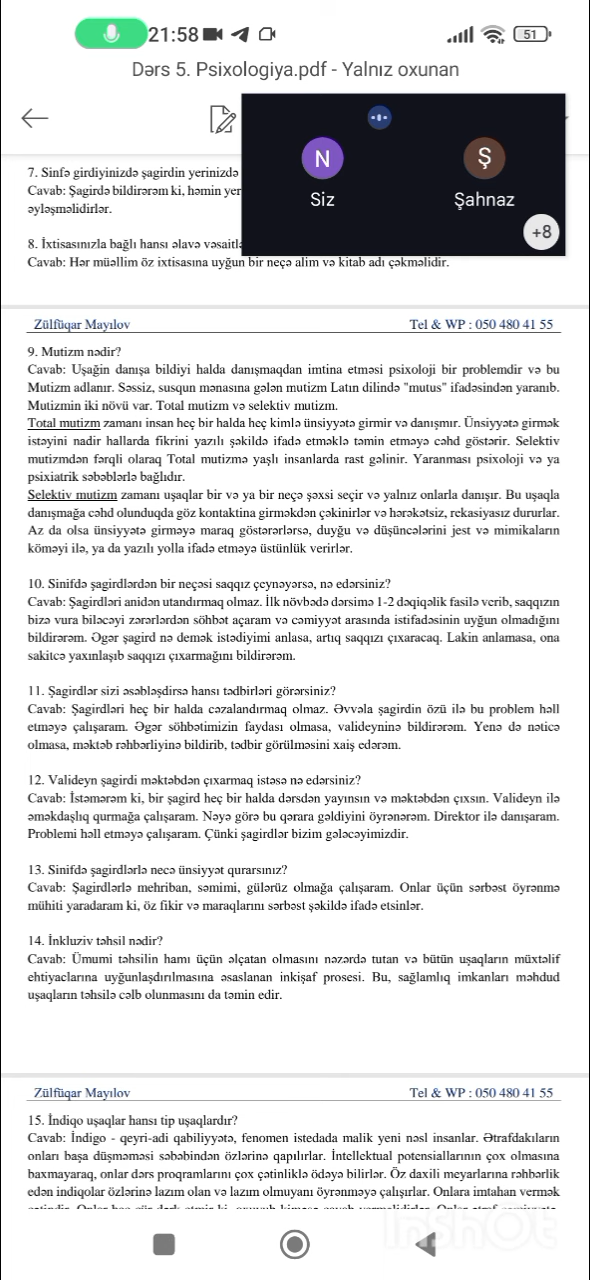 21:58
51
Dərs 5. Psixologiya.pdf - Yalnız oxunan
N
Siz
Ş
Şahnaz
+8
7. Sinfə girdiyinizdə şagirdin yerinizdə
Cavab: Şagirdə bildirərəm ki, həmin yer
əyləşməlidirlər.
8. İxtisasınızla bağlı hansı əlavə vəsaitlə
Cavab: Hər müəllim öz ixtisasına uyğun bir neçə alim və kitab adı çəkməlidir.
Zülfüqar Mayılov Tel & WP : 050 480 41 55
9. Mutizm nədir?
Cavab: Uşağin danışa bildiyi halda danışmaqdan imtina etməsi psixoloji bir problemdir və bu
Mutizm adlanır. Səssiz, susqun mənasına gələn mutizm Latın dilində "mutus" ifadəsindən yaranıb.
Mutizmin iki növü var. Total mutizm və selektiv mutizm.
Total mutizm zamanı insan heç bir halda heç kimlə ünsiyyətə girmir və danışmır. Ünsiyyətə girmək
istəyini nadir hallarda fikrini yazılı şəkildə ifadə etməklə təmin etməyə cəhd göstərir. Selektiv
mutizmdən fərqli olaraq Total mutizmə yaşlı insanlarda rast gəlinir. Yaranması psixoloji və ya
psixiatrik səbəblərlə bağlıdır.
Selektiv mutizm zamanı uşaqlar bir və ya bir neçə şəxsi seçir və yalnız onlarla danışır. Bu uşaqla
danışmağa cəhd olunduqda göz kontaktına girməkdən çəkinirlər və hərəkətsiz, rekasiyasız dururlar.
Az da olsa ünsiyyətə girməyə maraq göstərərlərsə, duyğu və düşüncələrini jest və mimikaların
köməyi ilə, ya da yazılı yolla ifadə etməyə üstünlük verirlər.
10. Sinifdə şagirdlərdən bir neçəsi saqqız çeynəyərsə, nə edərsiniz?
Cavab: Şagirdləri anidən utandırmaq olmaz. İlk növbədə dərsimə 1-2 dəqiqəlik fasilə verib, saqqızın
bizə vura biləcəyi zərərlərdən söhbət açaram və cəmiyyət arasında istifadəsinin uyğun olmadığını
bildirərəm. Əgər şagird nə demək istədiyimi anlasa, artıq saqqızı çıxaracaq. Lakin anlamasa, ona
sakitcə yaxınlaşıb saqqızı çıxarmağını bildirərəm.
11. Şagirdlər sizi əsəbləşdirsə hansı tədbirləri görərsiniz?
Cavab: Şagirdləri heç bir halda cəzalandırmaq olmaz. Əvvəla şagirdin özü ilə bu problem həll
etməyə çalışaram. Əgər söhbətimizin faydası olmasa, valideyninə bildirərəm. Yenə də nəticə
olmasa, məktəb rəhbərliyinə bildirib, tədbir görülməsini xaiş edərəm.
12. Valideyn şagirdi məktəbdən çıxarmaq istəsə nə edərsiniz?
Cavab: İstəmərəm ki, bir şagird heç bir halda dərsdən yayınsın və məktəbdən çıxsın. Valideyn ilə
əməkdaşlıq qurmağa çalışaram. Nəyə görə bu qərara gəldiyini öyrənərəm. Direktor ilə danışaram.
Problemi həll etməyə çalışaram. Çünki şagirdlər bizim gələcəyimizdir.
13. Sinifdə şagirdlərlə necə ünsiyyət qurarsınız?
Cavab: Şagirdlərlə mehriban, səmimi, gülərüz olmağa çalışaram. Onlar üçün sərbəst öyrənmə
mühiti yaradaram ki, öz fikir və maraqlarını sərbəst şəkildə ifadə etsinlər.
14. İnkluziv təhsil nədir?
Cavab: Ümumi təhsilin hamı üçün əlçatan olmasını nəzərdə tutan və bütün uşaqların müxtəlif
ehtiyaclarına uyğunlaşdırılmasına əsaslanan inkişaf prosesi. Bu, sağlamlıq imkanları məhdud
uşaqların təhsilə cəlb olunmasını da təmin edir.
Zülfüqar Mayılov Tel & WP : 050 480 41 55
15. İndiqo uşaqlar hansı tip uşaqlardır?
Cavab: İndigo - qeyri-adi qabiliyyətə, fenomen istedada malik yeni nəsl insanlar. Ətrafdakıların
onları başa düşməməsi səbəbindən özlərinə qapılırlar. İntellektual potensiallarının çox olmasına
baxmayaraq, onlar dərs proqramlarını çox çətinliklə ödəyə bilirlər. Öz daxili meyarlarına rəhbərlik
edən indiqolar özlərinə lazım olan və lazım olmuyanı öyrənməyə çalışırlar. Onlara imtahan vermək
InShOt